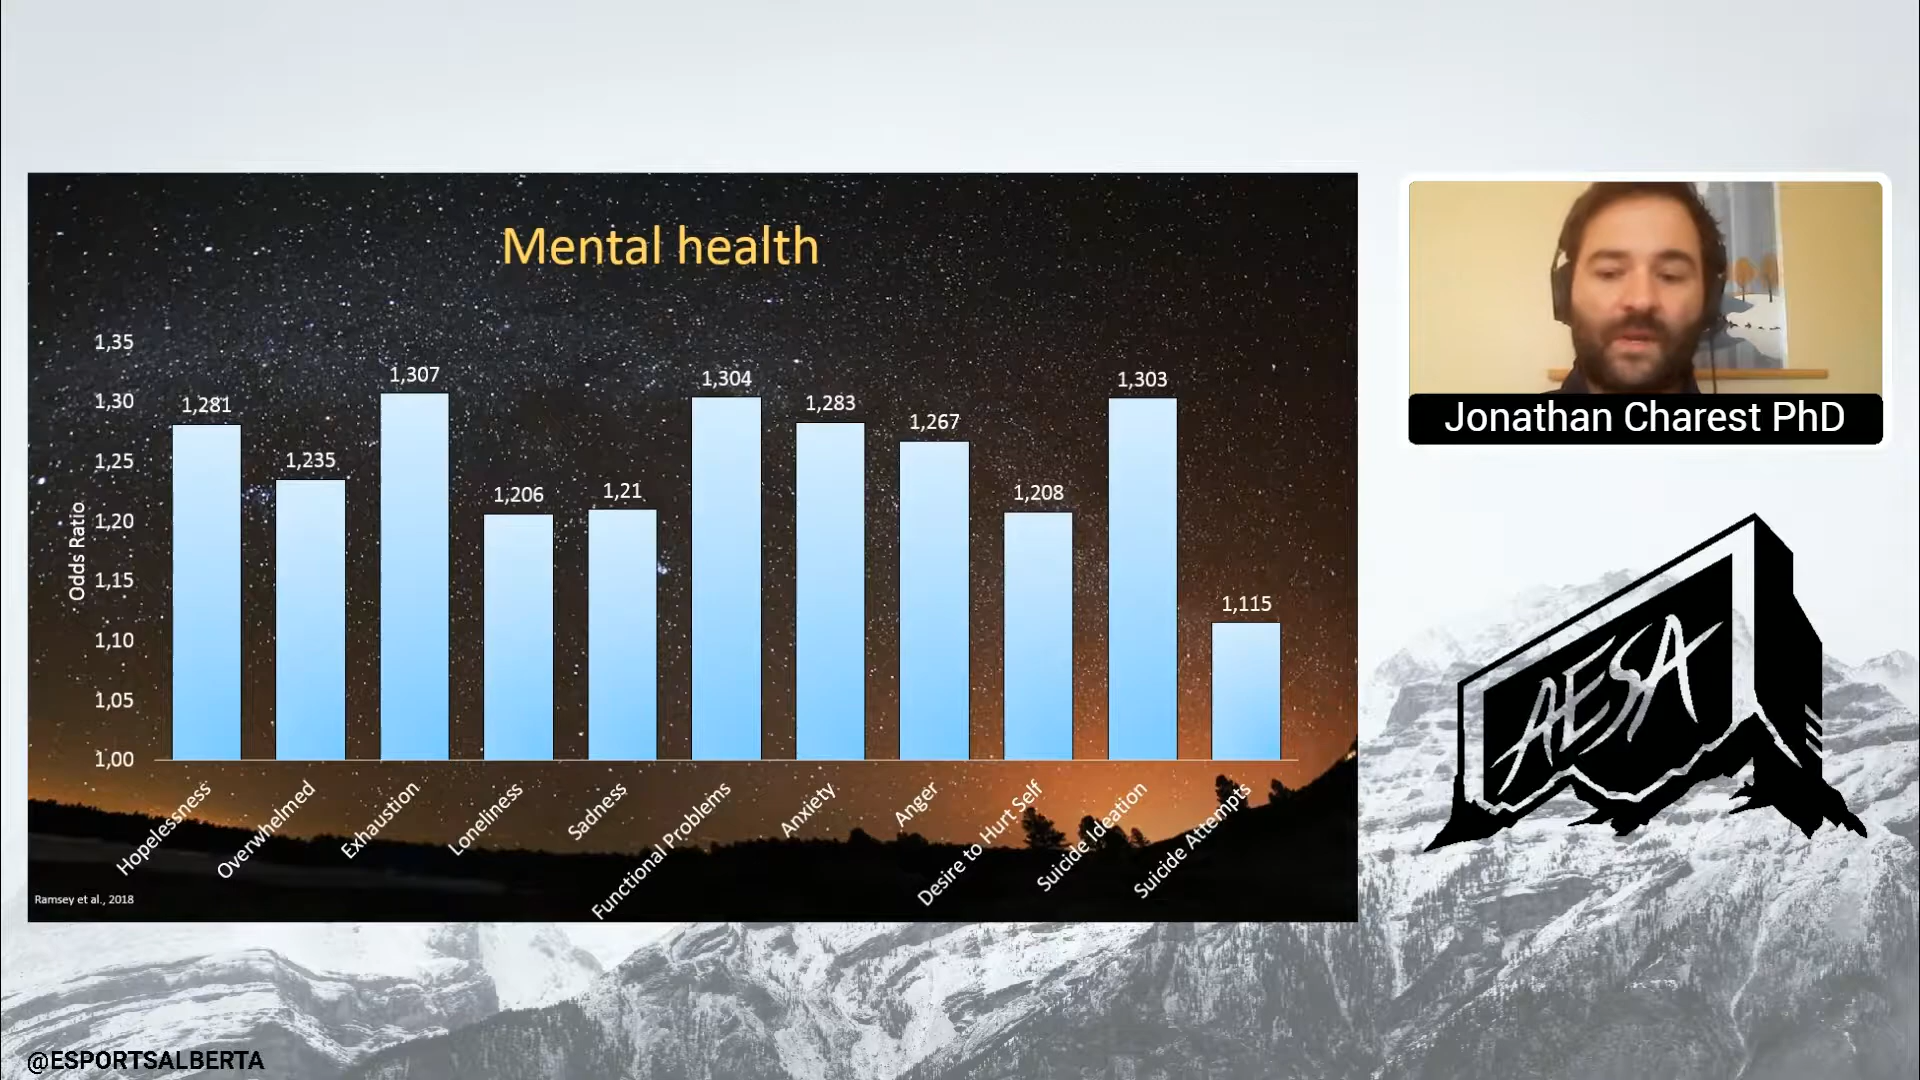 Mental health
1,35
1,30
1,25
1,20
1,15
1,10
1,05
1,00
Odds Ratio
1,281
1,235
1,307
1,206
1,21
1,304
1,283
1,267
1,208
1,303
1,115
Hopelessness
Overwhelmed
Exhaustion
Loneliness
Sadness
Functional Problems
Anxiety
Anger
Desire to Hurt Self
Suicide Ideation
Suicide Attempts
Ramsey et al., 2018
Jonathan Charest PhD
AESA
@ESPORTSALBERTA